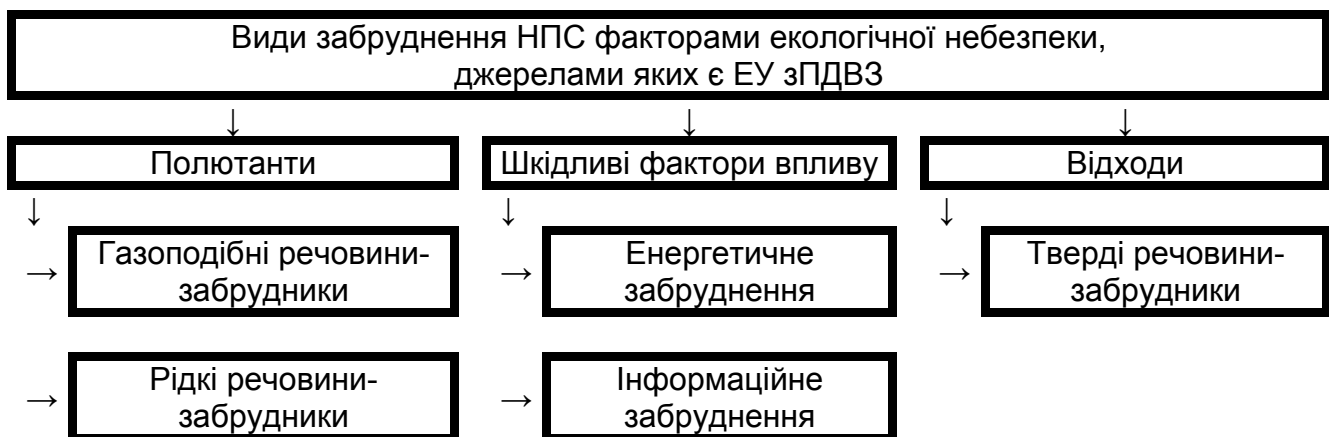 Види забруднення НПС факторами екологічної небезпеки,
джерелами яких є ЕУ зПДВЗ
↓ ↓ ↓
Полютанти Шкідливі фактори впливу Відходи
↓ ↓ ↓
→ Газоподібні речовини-
забрудники
→ Енергетичне
забруднення
→ Тверді речовини-
забрудники
→ Рідкі речовини-
забрудники
→ Інформаційне
забруднення